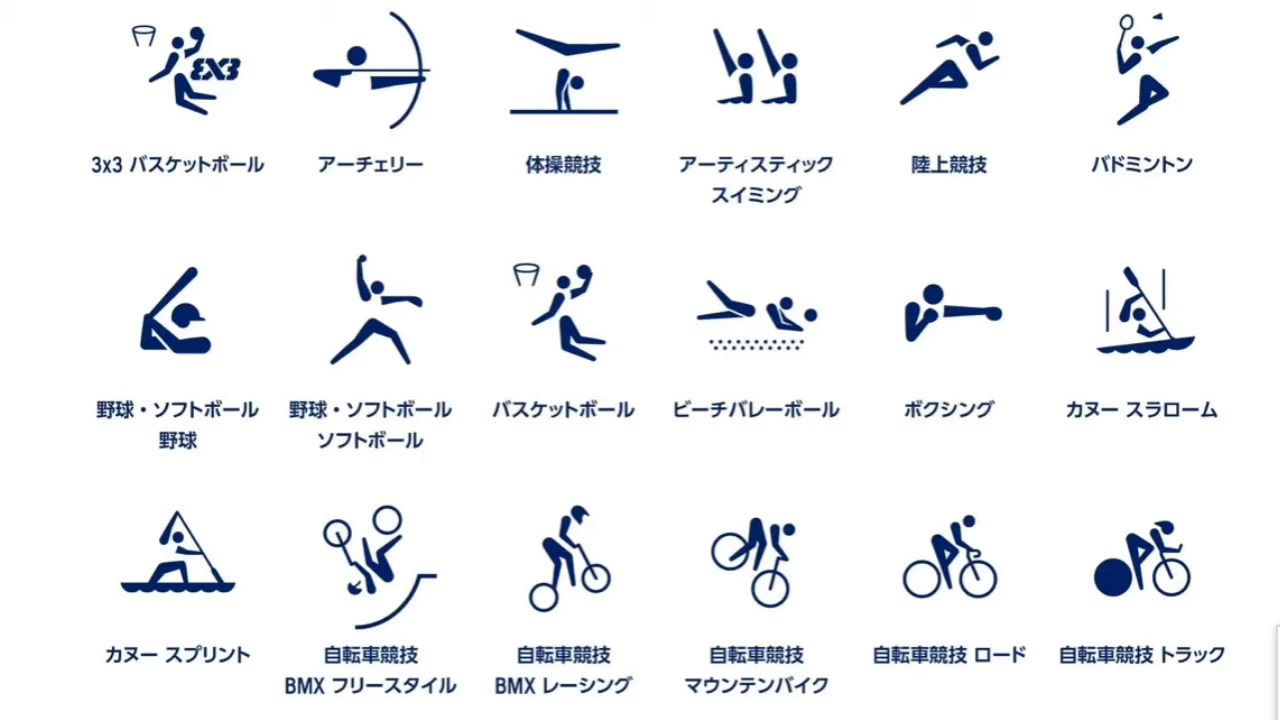 3X3
3x3 バスケットボール
アーチェリー
体操競技
アーティスティック
スイミング
陸上競技
バドミントン
野球・ソフトボール
野球
野球・ソフトボール
ソフトボール
バスケットボール
ビーチバレーボール
ボクシング
カヌー スラローム
カヌー スプリント
自転車競技
BMX フリースタイル
自転車競技
BMX レーシング
自転車競技
マウンテンバイク
自転車競技 ロード
自転車競技 トラック